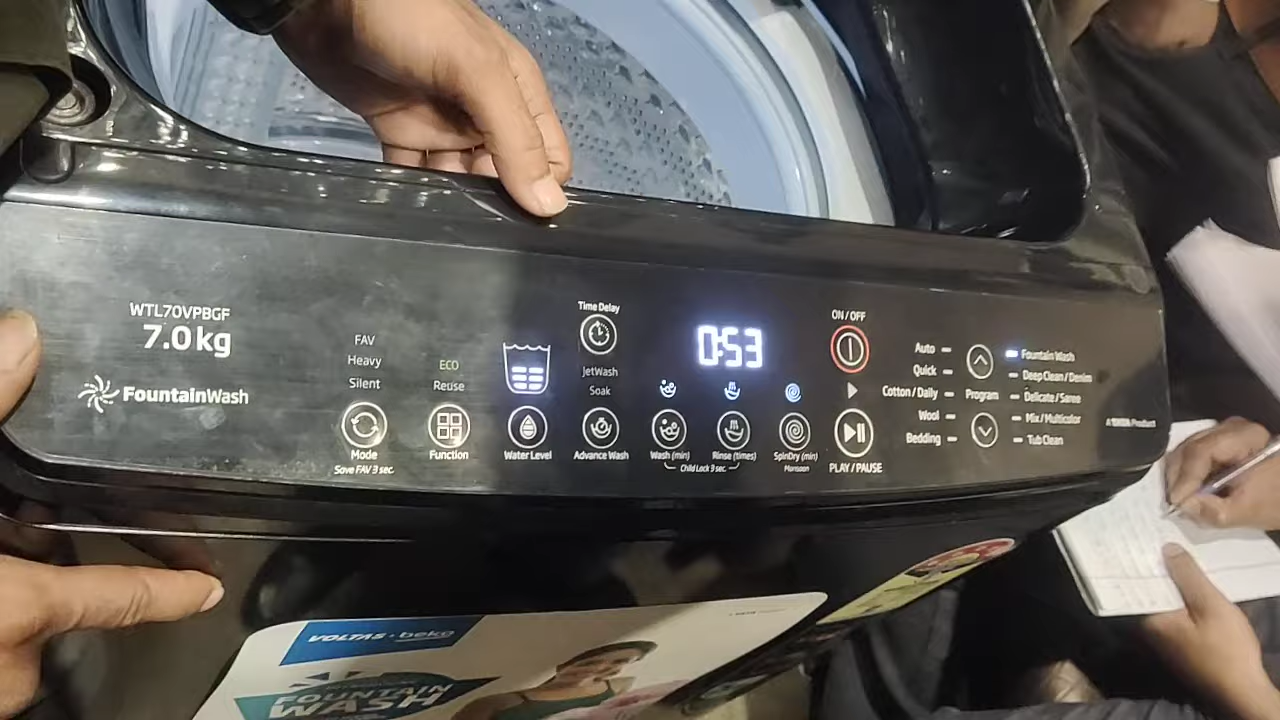 WTL70VPBGF
7.0 kg
FountainWash
FAV
Heavy
Silent
Mode
Save FAV 3 sec.
ECO
Reuse
Function
Water Level
Time Delay
JetWash
Soak
Advance Wash
0:53
Wash (min)
Rinse (times)
Child Lock 3 sec.
SpinDry (min)
Monsoon
ON / OFF
PLAY / PAUSE
Auto
Quick
Cotton / Daily
Wool
Bedding
Program
Fountain Wash
Deep Clean / Denim
Delicate / Saree
Mix / Multicolor
Tub Clean
A TATA Product
VOLTAS · beko
FOUNTAIN
WASH